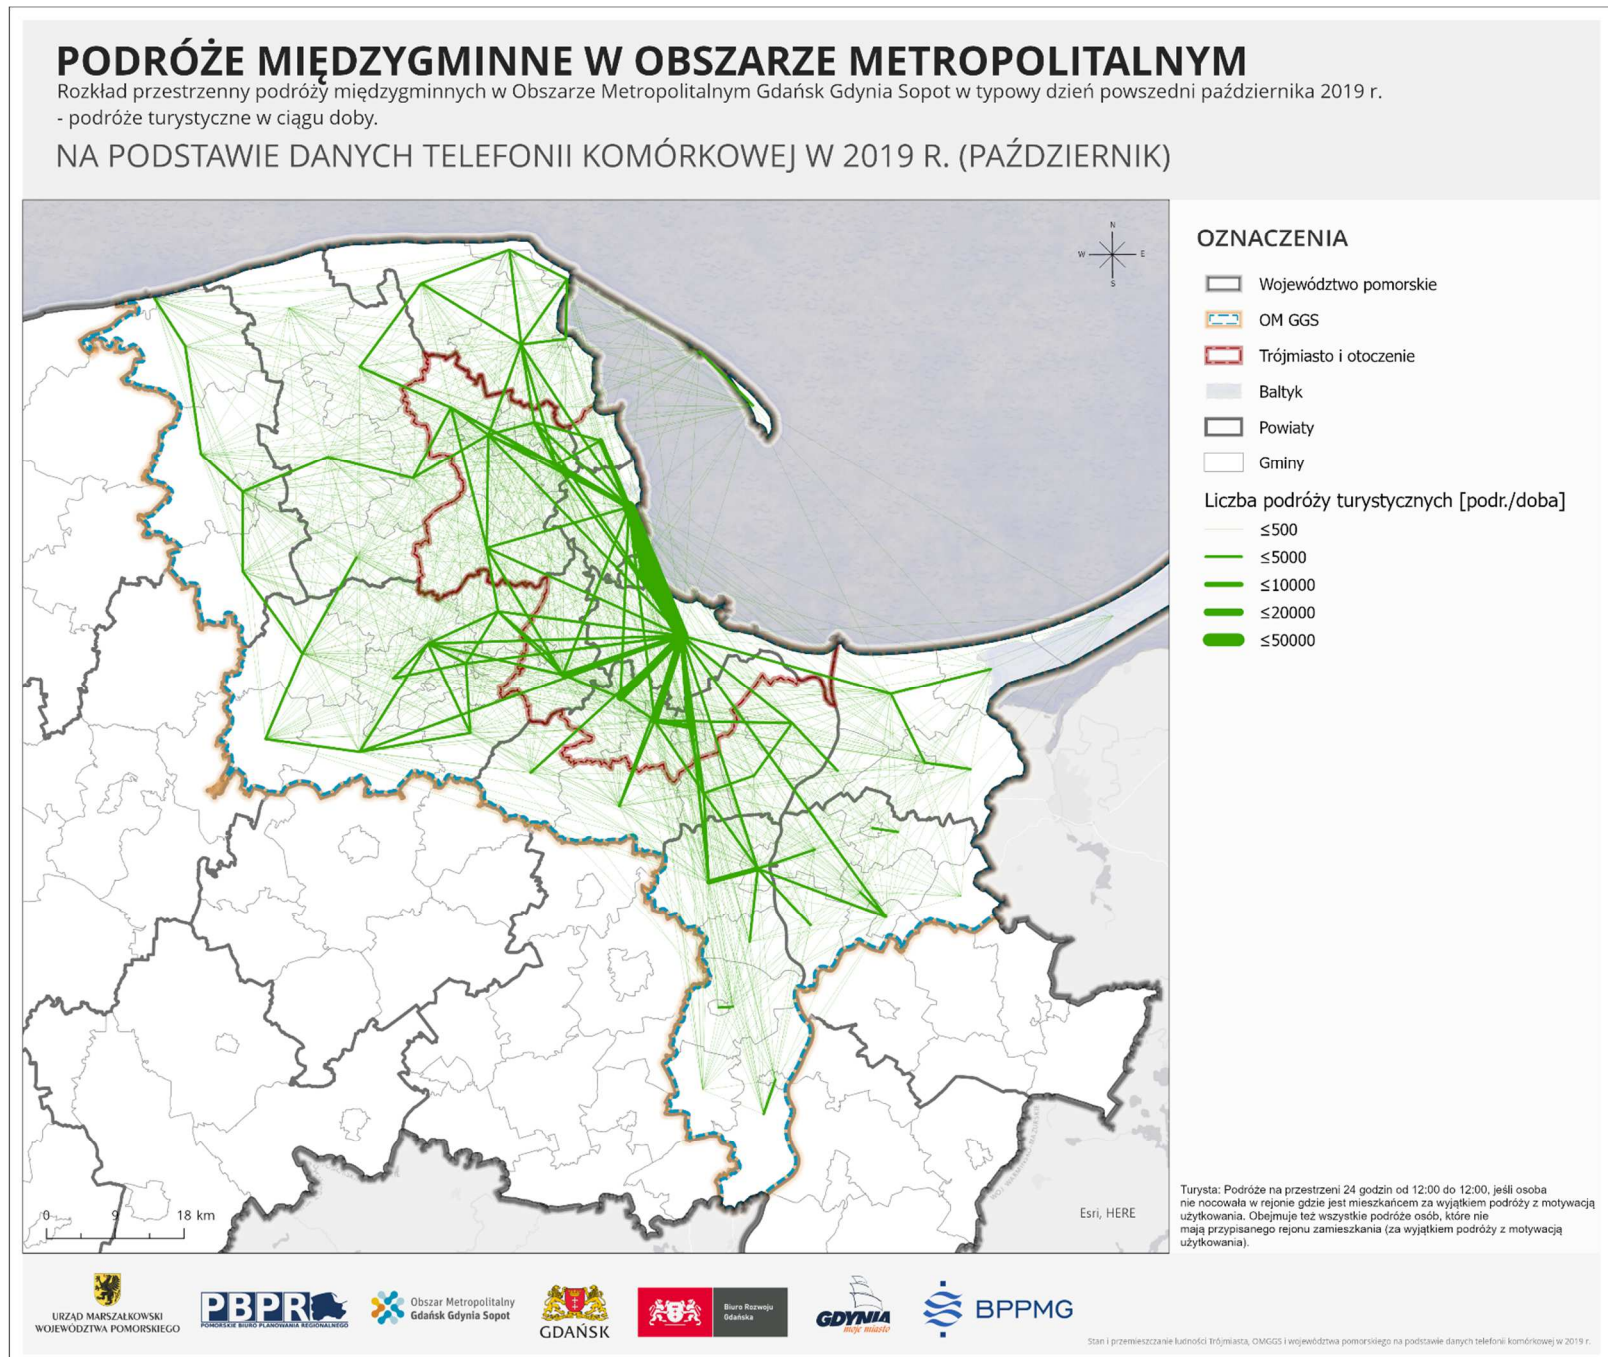 PODRÓŻE MIĘDZYGMINNE W OBSZARZE METROPOLITALNYM
Rozkład przestrzenny podróży międzygminnych w Obszarze Metropolitalnym Gdańsk Gdynia Sopot w typowy dzień powszedni października 2019 r.
- podróże turystyczne w ciągu doby.
NA PODSTAWIE DANYCH TELEFONII KOMÓRKOWEJ W 2019 R. (PAŹDZIERNIK)
N
W
E
S
OZNACZENIA
Województwo pomorskie
OM GGS
Trójmiasto i otoczenie
Bałtyk
Powiaty
Gminy
Liczba podróży turystycznych [podr./doba]
≤500
≤5000
≤10000
≤20000
≤50000
Turysta: Podróże na przestrzeni 24 godzin od 12:00 do 12:00, jeśli osoba
nie nocowała w rejonie gdzie jest mieszkańcem za wyjątkiem podróży z motywacją
użytkowania. Obejmuje też wszystkie podróże osób, które nie
mają przypisanego rejonu zamieszkania (za wyjątkiem podróży z motywacją
użytkowania).
0 9 18 km
Esri, HERE
URZĄD MARSZAŁKOWSKI
WOJEWÓDZTWA POMORSKIEGO
PBPR
POMORSKIE BIURO PLANOWANIA REGIONALNEGO
Obszar Metropolitalny
Gdańsk Gdynia Sopot
GDAŃSK
Biuro Rozwoju
Gdańska
GDYNIA
moje miasto
BPPMG
Stan i przemieszczanie ludności Trójmiasta, OMGGS i województwa pomorskiego na podstawie danych telefonii komórkowej w 2019 r.